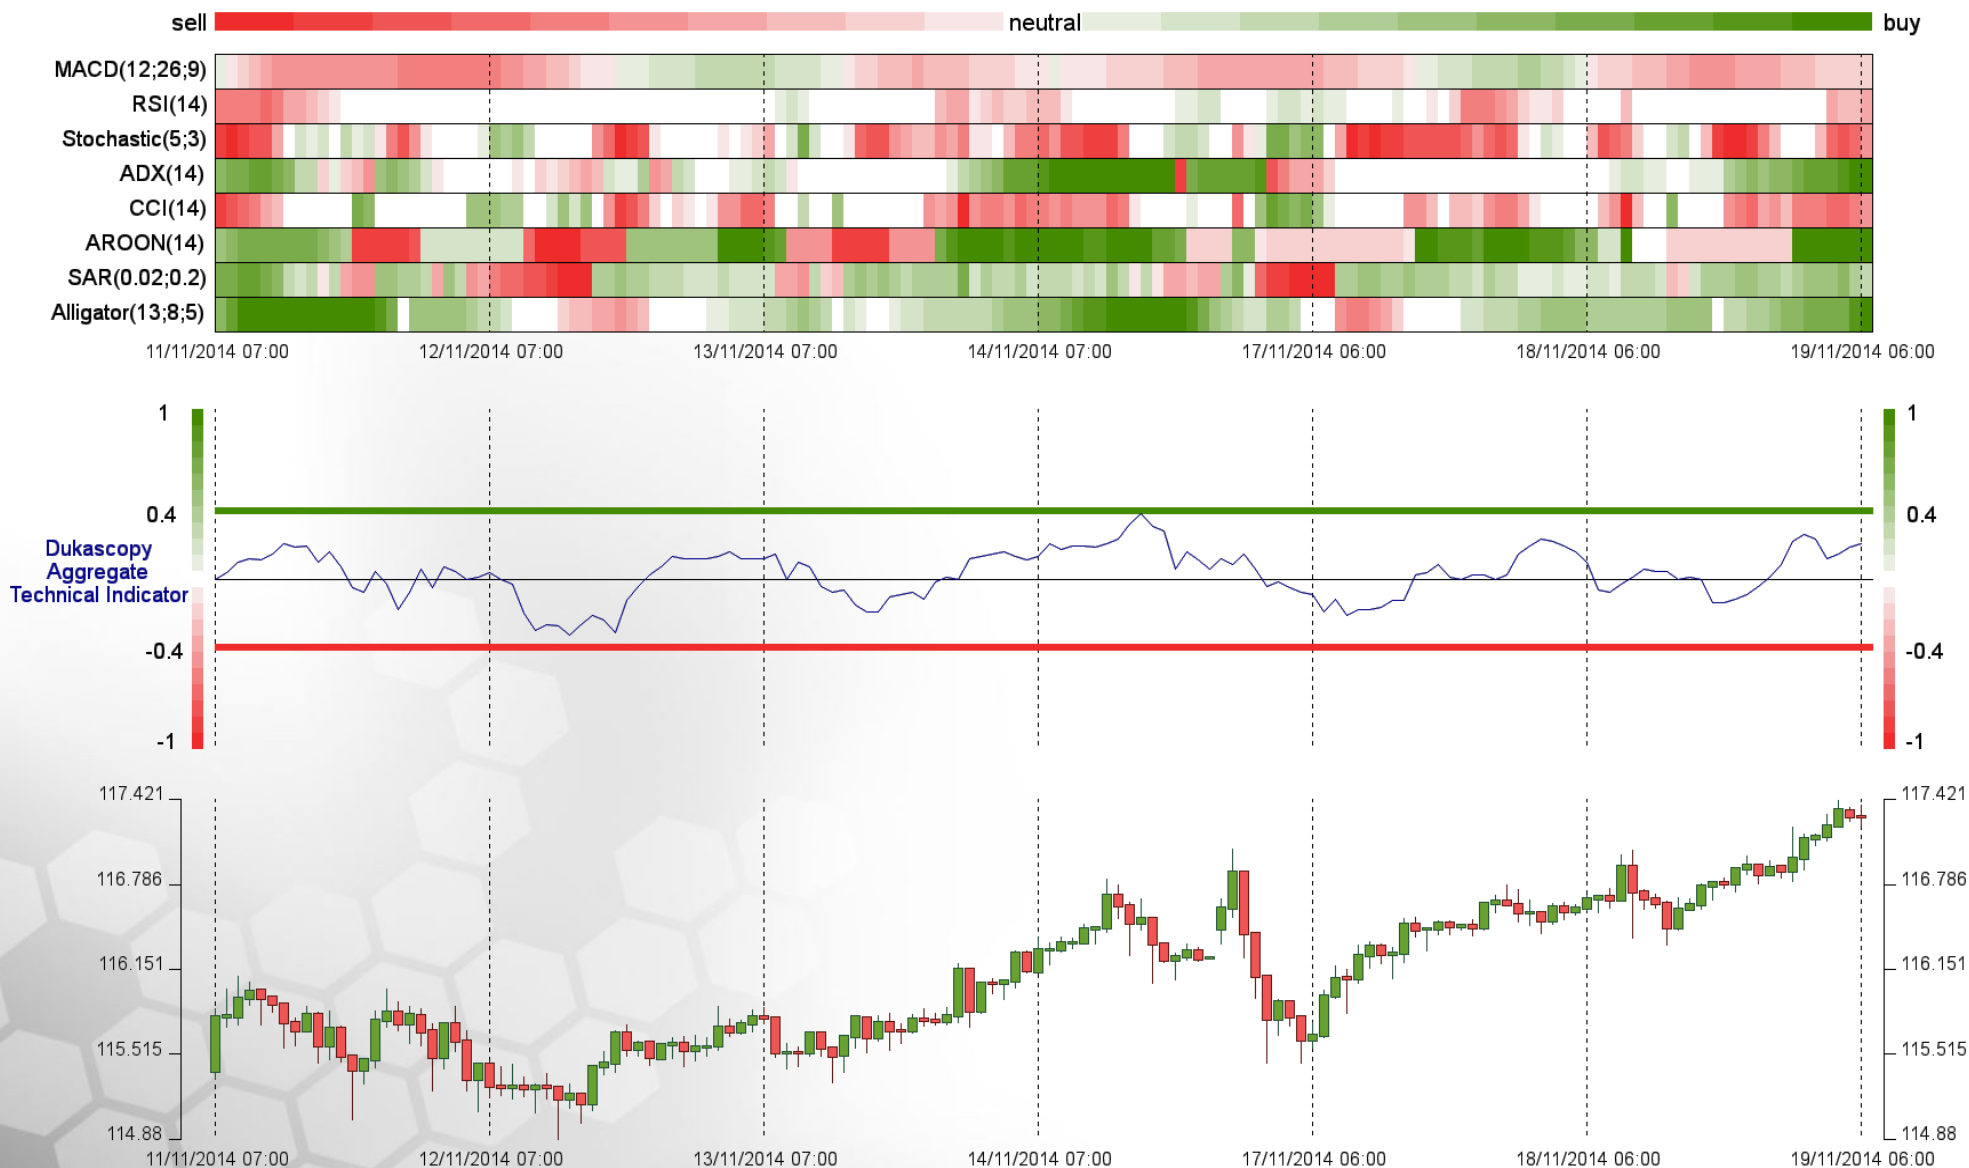 sell neutral buy
MACD(12;26;9)
RSI(14)
Stochastic(5;3)
ADX(14)
CCI(14)
AROON(14)
SAR(0.02;0.2)
Alligator(13;8;5)
11/11/2014 07:00 12/11/2014 07:00 13/11/2014 07:00 14/11/2014 07:00 17/11/2014 06:00 18/11/2014 06:00 19/11/2014 06:00
1 1
0.4 0.4
Dukascopy
Aggregate
Technical Indicator
-0.4 -0.4
-1 -1
117.421 117.421
116.786 116.786
116.151 116.151
115.515 115.515
114.88 114.88
11/11/2014 07:00 12/11/2014 07:00 13/11/2014 07:00 14/11/2014 07:00 17/11/2014 06:00 18/11/2014 06:00 19/11/2014 06:00